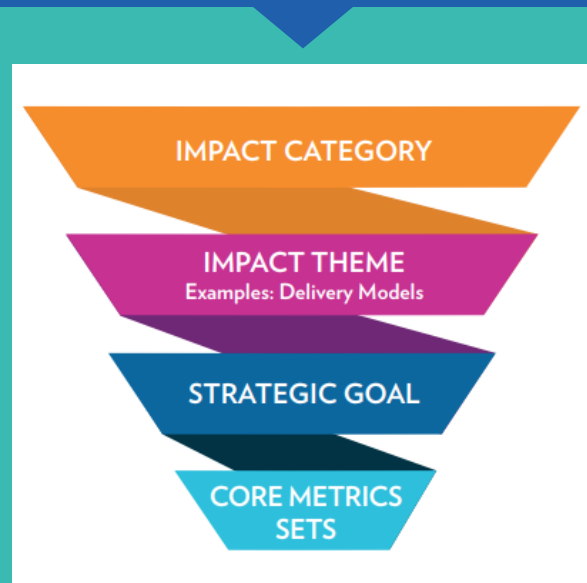 IMPACT CATEGORY
IMPACT THEME
Examples: Delivery Models
STRATEGIC GOAL
CORE METRICS
SETS